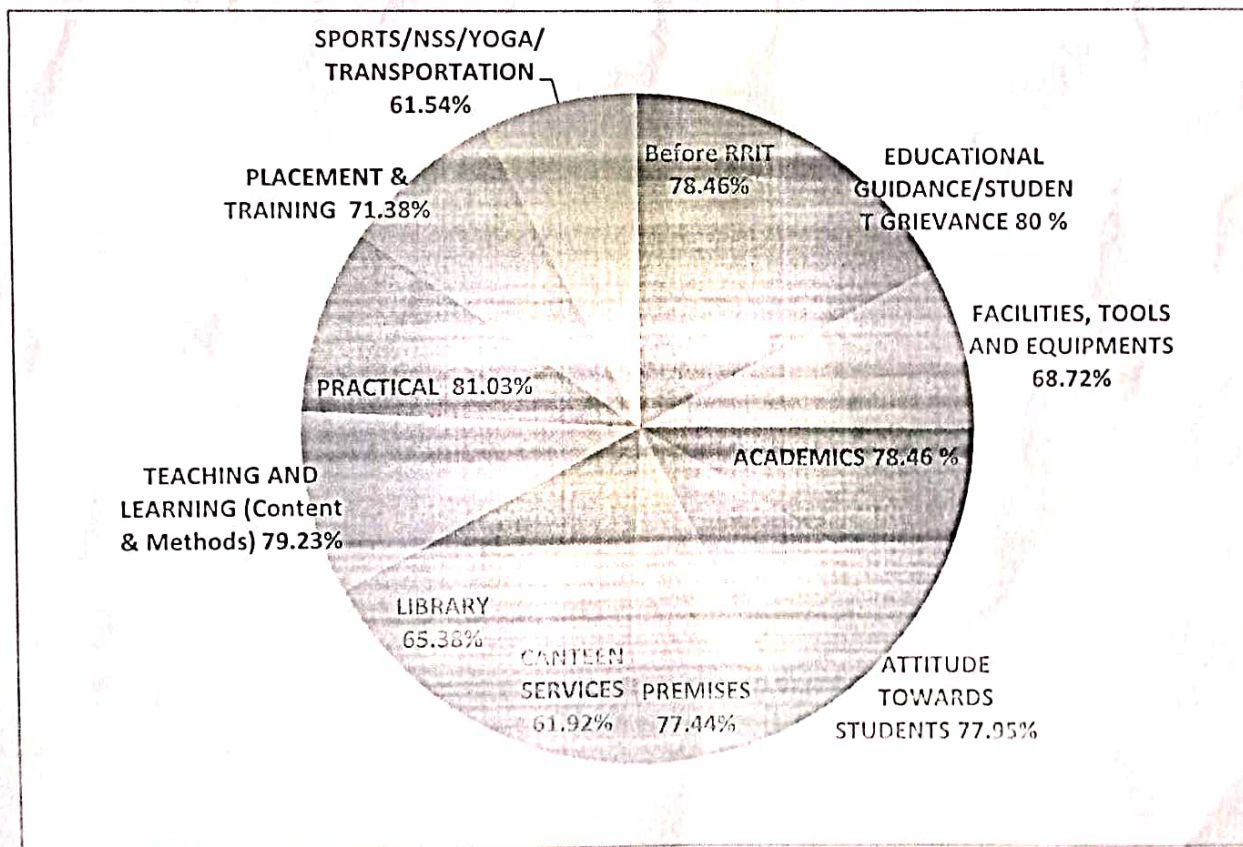 SPORTS/NSS/YOGA/
TRANSPORTATION
61.54%
Before RRIT
78.46%
EDUCATIONAL
GUIDANCE/STUDEN
T GRIEVANCE 80 %
FACILITIES, TOOLS
AND EQUIPMENTS
68.72%
ACADEMICS 78.46 %
ATTITUDE
TOWARDS
STUDENTS 77.95%
PREMISES
77.44%
CANTEEN
SERVICES
61.92%
LIBRARY
65.38%
TEACHING AND
LEARNING (Content
& Methods) 79.23%
PRACTICAL 81.03%
PLACEMENT &
TRAINING 71.38%